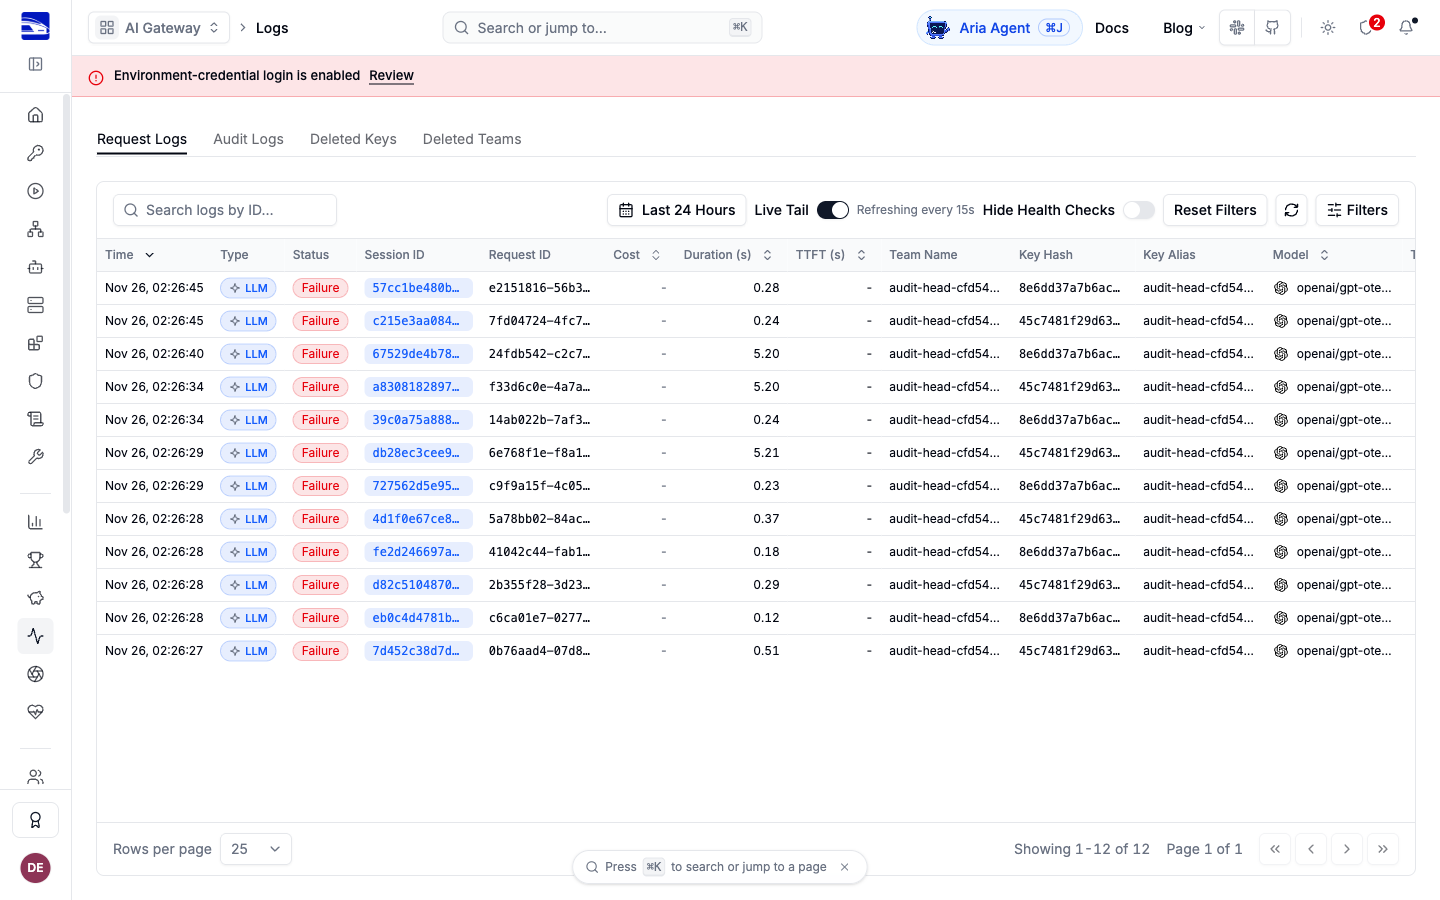 AI Gateway > Logs
Search or jump to... ⌘K
Aria Agent ⌘J
Docs
Blog
2
Environment-credential login is enabled Review
Request Logs Audit Logs Deleted Keys Deleted Teams
Search logs by ID...
Last 24 Hours Live Tail Refreshing every 15s Hide Health Checks Reset Filters Filters
Time Type Status Session ID Request ID Cost Duration (s) TTFT (s) Team Name Key Hash Key Alias Model
Nov 26, 02:26:45 LLM Failure 57cc1be480b… e2151816-56b3… - 0.28 - audit-head-cfd54… 8e6dd37a7b6ac… audit-head-cfd54… openai/gpt-ote…
Nov 26, 02:26:45 LLM Failure c215e3aa084… 7fd04724-4fc7… - 0.24 - audit-head-cfd54… 45c7481f29d63… audit-head-cfd54… openai/gpt-ote…
Nov 26, 02:26:40 LLM Failure 67529de4b78… 24fdb542-c2c7… - 5.20 - audit-head-cfd54… 8e6dd37a7b6ac… audit-head-cfd54… openai/gpt-ote…
Nov 26, 02:26:34 LLM Failure a8308182897… f33d6c0e-4a7a… - 5.20 - audit-head-cfd54… 45c7481f29d63… audit-head-cfd54… openai/gpt-ote…
Nov 26, 02:26:34 LLM Failure 39c0a75a888… 14ab022b-7af3… - 0.24 - audit-head-cfd54… 8e6dd37a7b6ac… audit-head-cfd54… openai/gpt-ote…
Nov 26, 02:26:29 LLM Failure db28ec3cee9… 6e768f1e-f8a1… - 5.21 - audit-head-cfd54… 45c7481f29d63… audit-head-cfd54… openai/gpt-ote…
Nov 26, 02:26:29 LLM Failure 727562d5e95… c9f9a15f-4c05… - 0.23 - audit-head-cfd54… 8e6dd37a7b6ac… audit-head-cfd54… openai/gpt-ote…
Nov 26, 02:26:28 LLM Failure 4d1f0e67ce8… 5a78bb02-84ac… - 0.37 - audit-head-cfd54… 45c7481f29d63… audit-head-cfd54… openai/gpt-ote…
Nov 26, 02:26:28 LLM Failure fe2d246697a… 41042c44-fab1… - 0.18 - audit-head-cfd54… 8e6dd37a7b6ac… audit-head-cfd54… openai/gpt-ote…
Nov 26, 02:26:28 LLM Failure d82c5104870… 2b355f28-3d23… - 0.29 - audit-head-cfd54… 45c7481f29d63… audit-head-cfd54… openai/gpt-ote…
Nov 26, 02:26:28 LLM Failure eb0c4d4781b… c6ca01e7-0277… - 0.12 - audit-head-cfd54… 8e6dd37a7b6ac… audit-head-cfd54… openai/gpt-ote…
Nov 26, 02:26:27 LLM Failure 7d452c38d7d… 0b76aad4-07d8… - 0.51 - audit-head-cfd54… 45c7481f29d63… audit-head-cfd54… openai/gpt-ote…
Rows per page 25
Showing 1-12 of 12 Page 1 of 1
Press ⌘K to search or jump to a page
DE